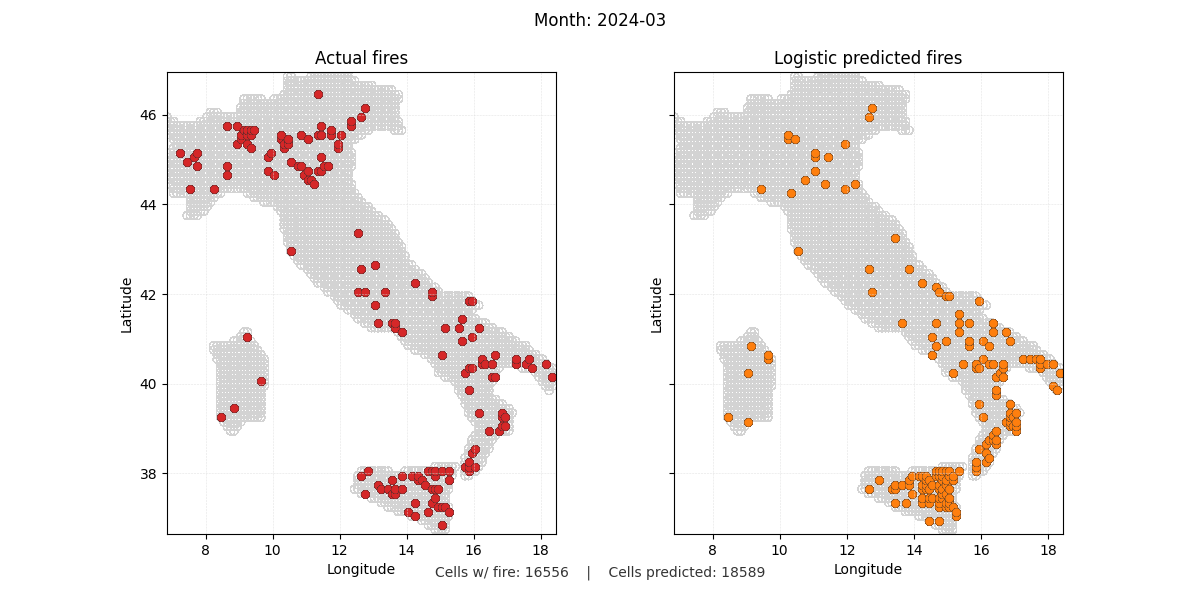 Month: 2024-03
Actual fires
Logistic predicted fires
46
44
42
40
38
Latitude
Latitude
8 10 12 14 16 18
8 10 12 14 16 18
Longitude
Longitude
Cells w/ fire: 16556 | Cells predicted: 18589